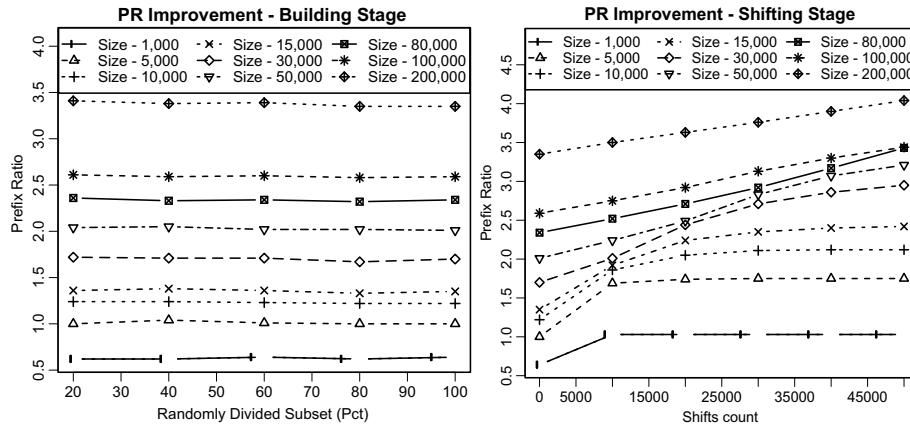 PR Improvement - Building Stage
Size - 1,000 Size - 15,000 Size - 80,000
Size - 5,000 Size - 30,000 Size - 100,000
Size - 10,000 Size - 50,000 Size - 200,000
Prefix Ratio
4.0
3.5
3.0
2.5
2.0
1.5
1.0
0.5
20 30 40 50 60 70 80 90 100
Randomly Divided Subset (Pct)
PR Improvement - Shifting Stage
Size - 1,000 Size - 15,000 Size - 80,000
Size - 5,000 Size - 30,000 Size - 100,000
Size - 10,000 Size - 50,000 Size - 200,000
Prefix Ratio
4.5
4.0
3.5
3.0
2.5
2.0
1.5
1.0
0.5
0 5000 15000 25000 35000 45000
Shifts count